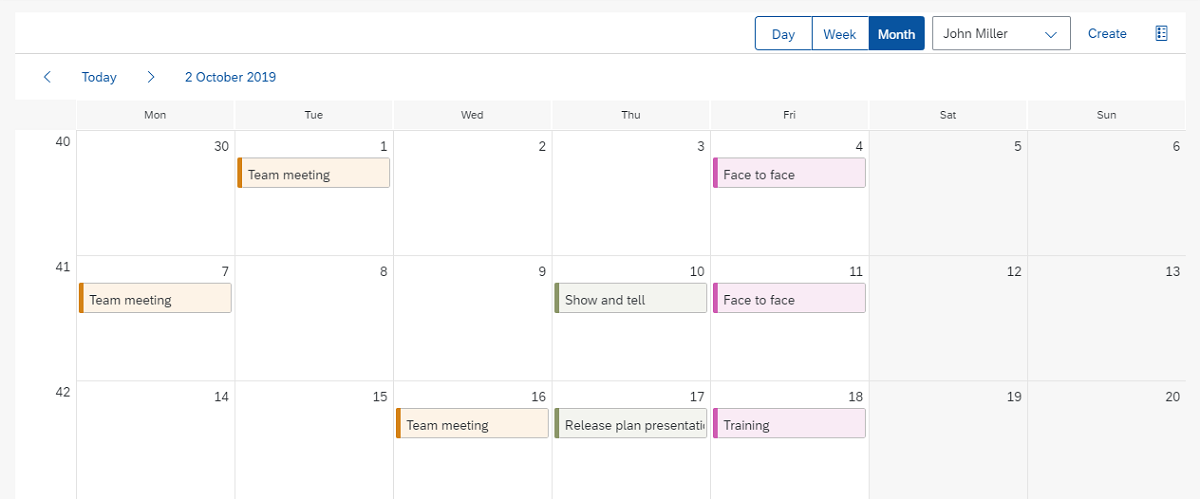 Day Week Month John Miller Create
Today 2 October 2019
Mon Tue Wed Thu Fri Sat Sun
40 30 1 2 3 4 5 6
Team meeting Face to face
41 7 8 9 10 11 12 13
Team meeting Show and tell Face to face
42 14 15 16 17 18 19 20
Team meeting Release plan presentati Training